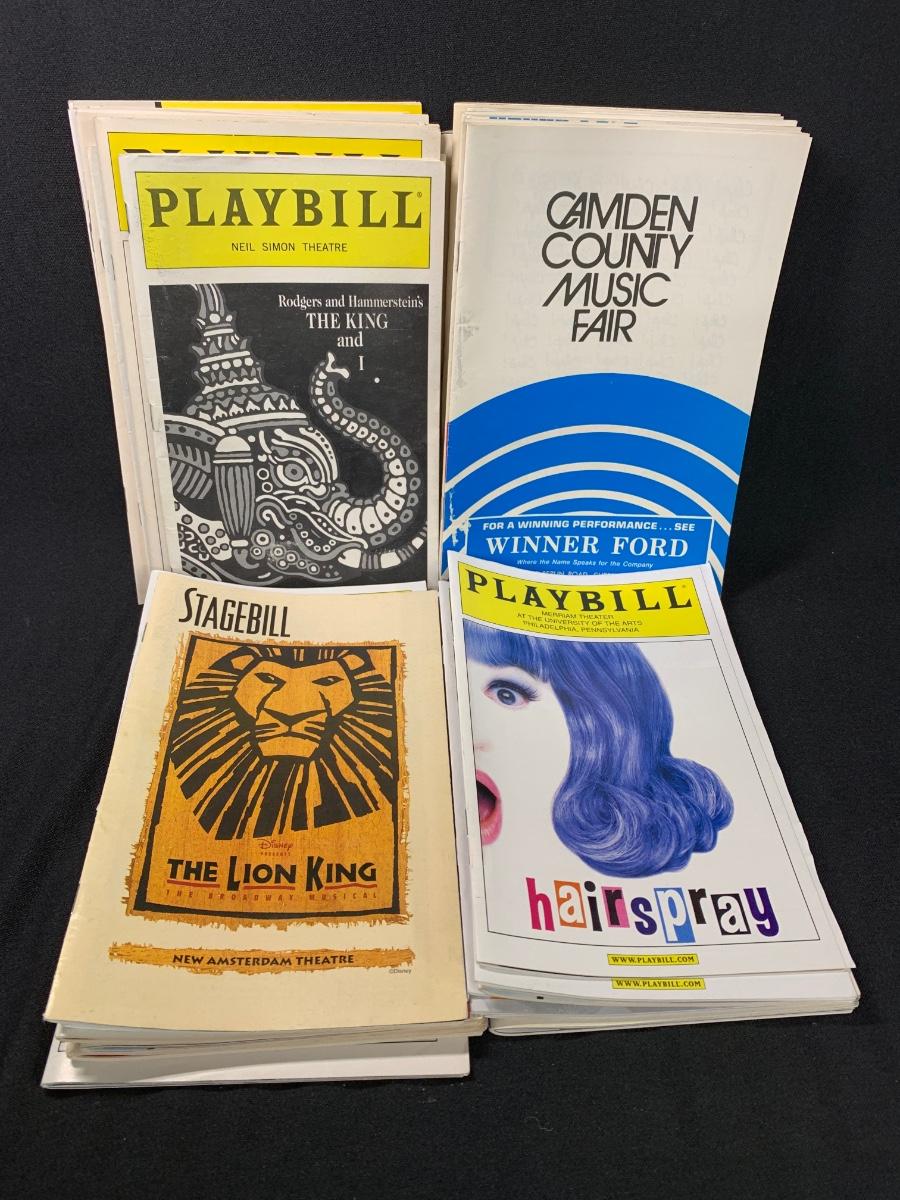 PLAYBILL
PLAYBILL®
NEIL SIMON THEATRE
Rodgers and Hammerstein's
THE KING
and
I
CAMDEN
COUNTY
MUSIC
FAIR
FOR A WINNING PERFORMANCE...SEE
WINNER FORD
Where the Name Speaks for the Company
BERLIN ROAD,
STAGEBILL
Disney
PRESENTS
THE LION KING
THE BROADWAY MUSICAL
NEW AMSTERDAM THEATRE
©Disney
PLAYBILL®
MERRIAM THEATER
AT THE UNIVERSITY OF THE ARTS
PHILADELPHIA, PENNSYLVANIA
hairspray
WWW.PLAYBILL.COM
WWW.PLAYBILL.COM